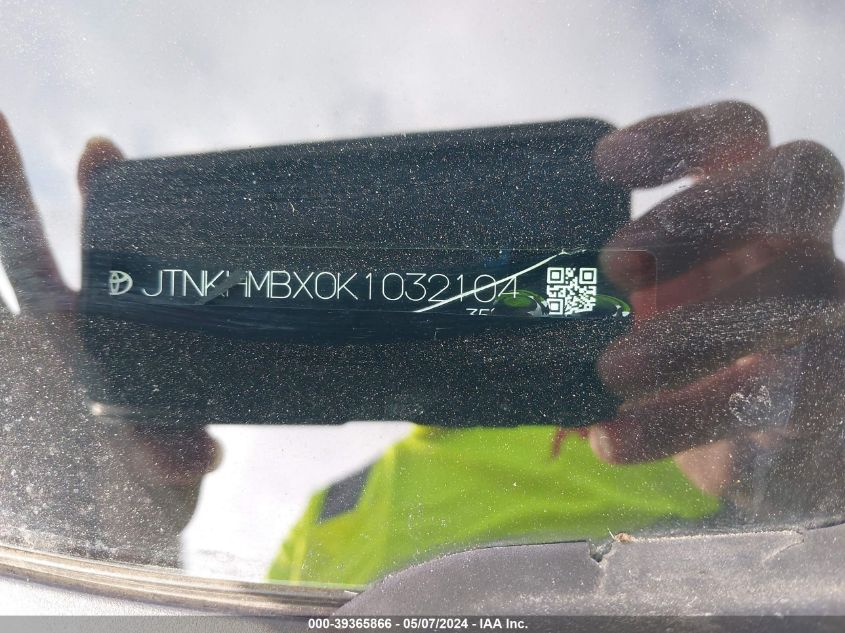 JTNKHMBX0K1032104
000-39365866 - 05/07/2024 - IAA Inc.